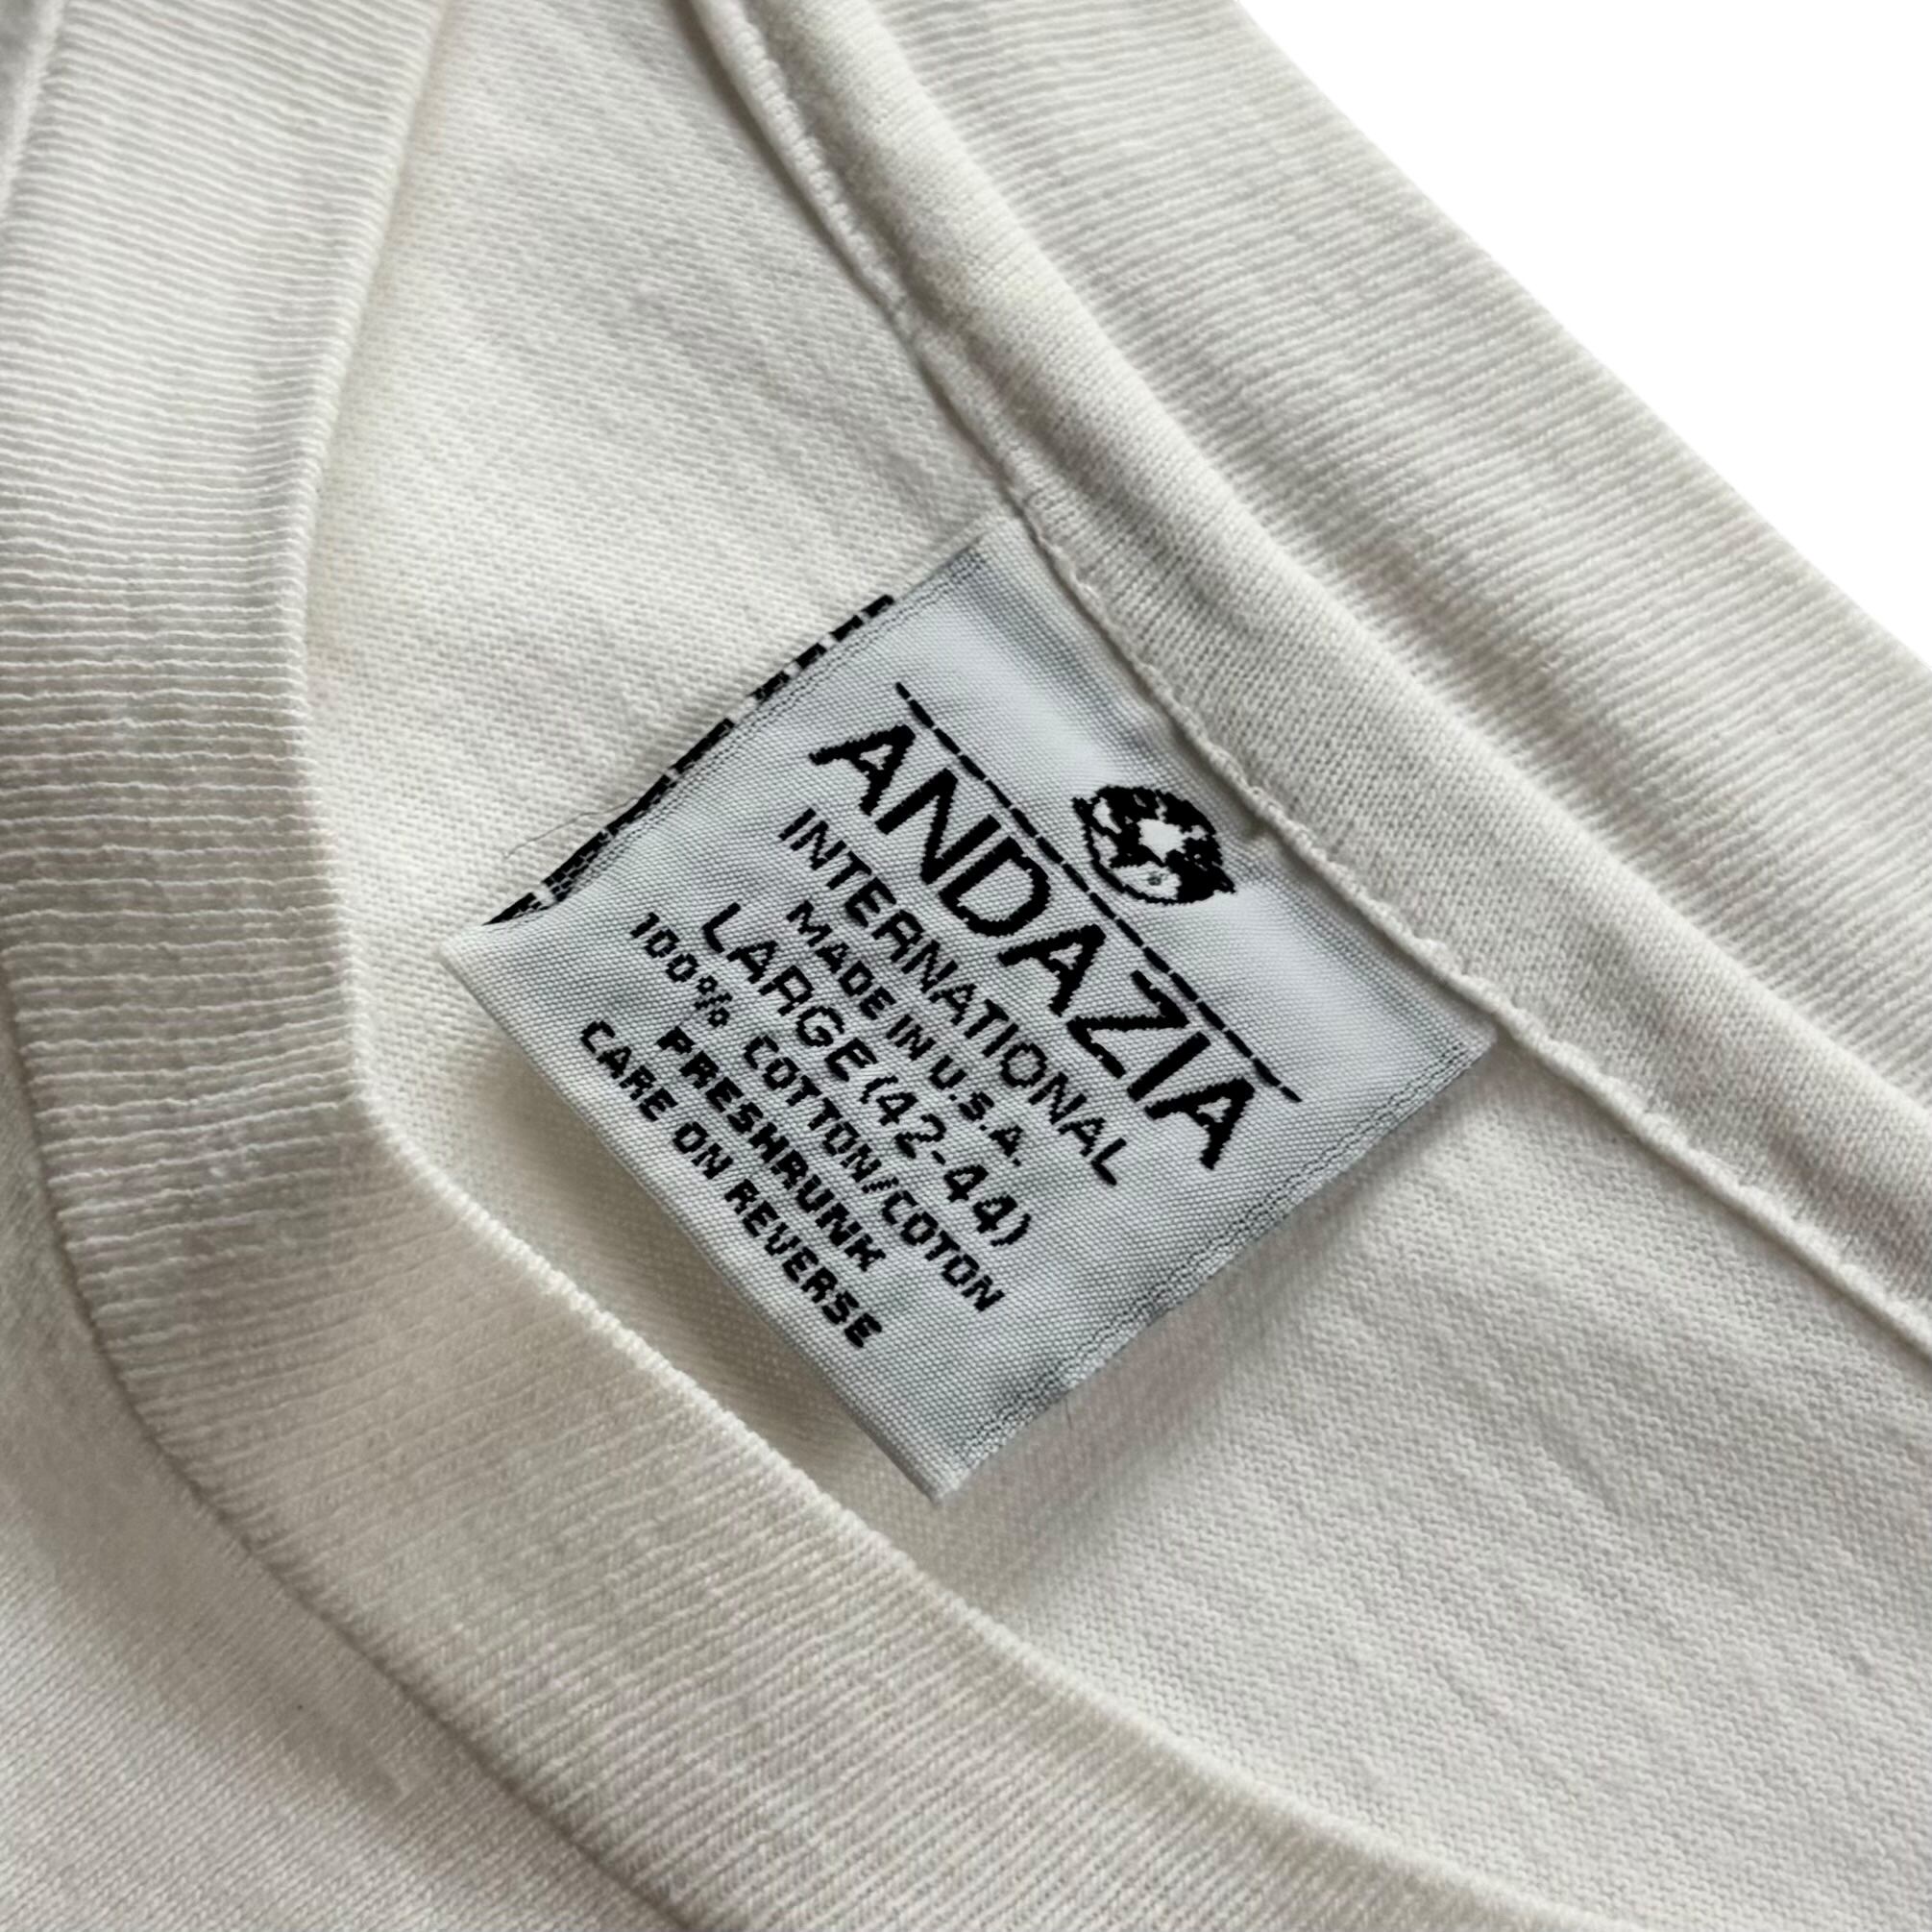 ANDAZIA
INTERNATIONAL
MADE IN U.S.A.
LARGE (42-44)
100% COTTON/COTON
PRESHRUNK
CARE ON REVERSE